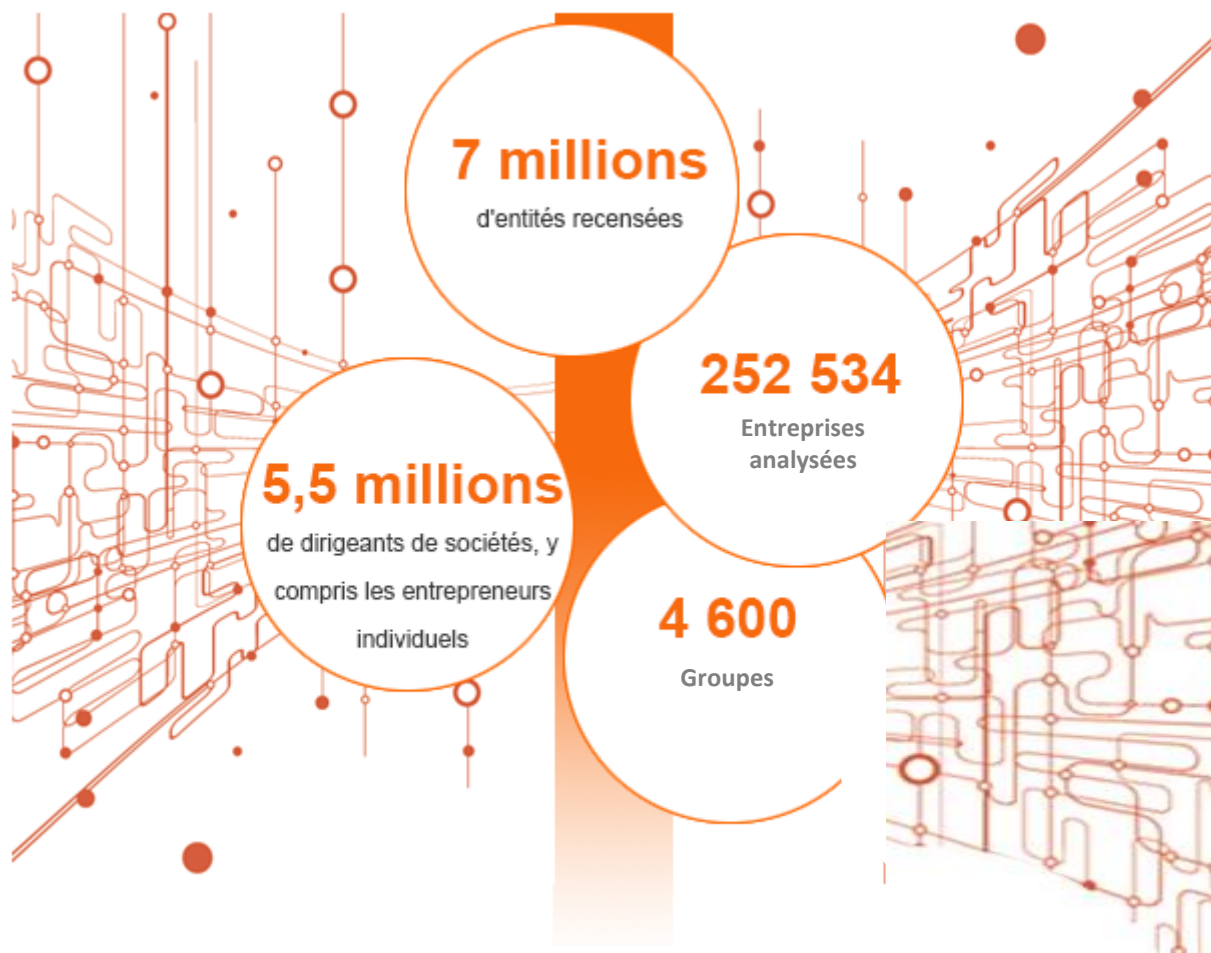 7 millions
d'entités recensées
252 534
Entreprises
analysées
5,5 millions
de dirigeants de sociétés, y
compris les entrepreneurs
individuels
4 600
Groupes